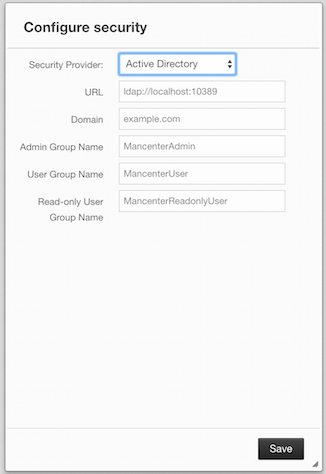 Configure security
Security Provider: Active Directory
URL ldap://localhost:10389
Domain example.com
Admin Group Name MancenterAdmin
User Group Name MancenterUser
Read-only User MancenterReadonlyUser
Group Name
Save